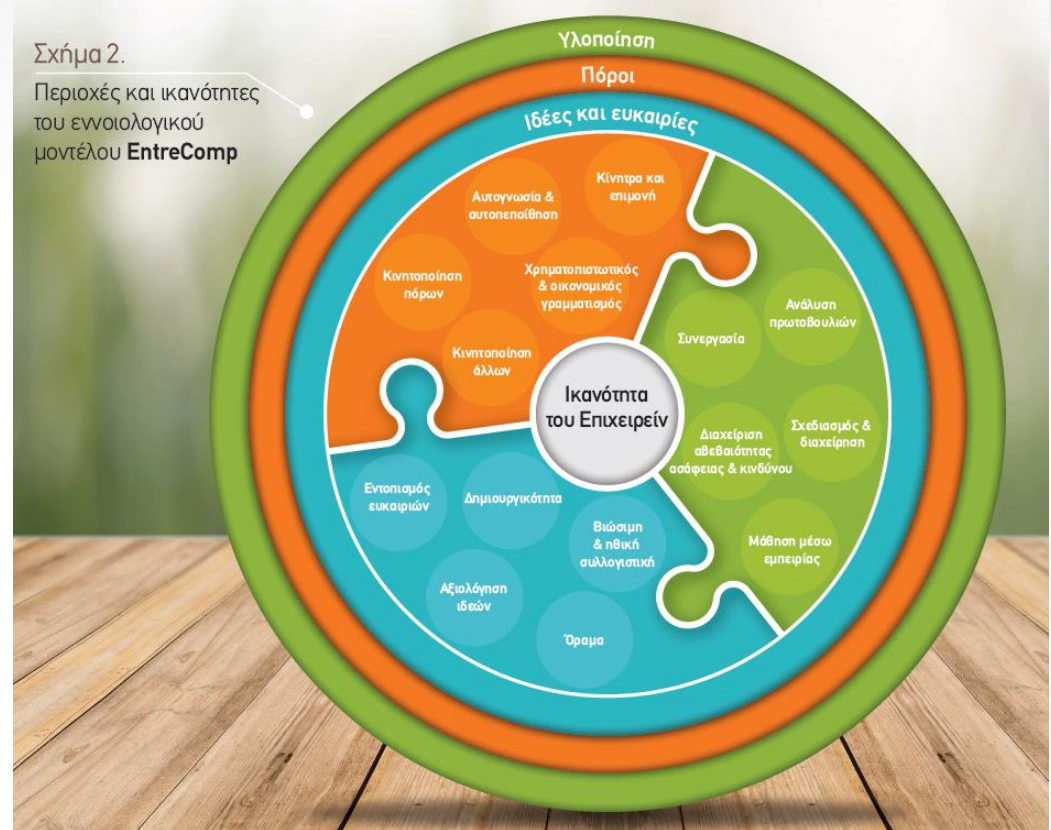 Σχήμα 2.
Περιοχές και ικανότητες
του εννοιολογικού
μοντέλου EntreComp
Υλοποίηση
Πόροι
Ιδέες και ευκαιρίες
Κίνητρα και
επιμονή
Αυτογνωσία &
αυτοπεποίθηση
Κινητοποίηση
πόρων
Χρηματοπιστωτικός
& οικονομικός
γραμματισμός
Κινητοποίηση
άλλων
Ανάλυση
πρωτοβουλιών
Συνεργασία
Σχεδιασμός &
διαχείρηση
Διαχείριση
αβεβαιότητας
ασάφειας & κινδύνου
Μάθηση μέσω
εμπειρίας
Ικανότητα
του Επιχειρείν
Εντοπισμός
ευκαιριών
Δημιουργικότητα
Βιώσιμη
& ηθική
συλλογιστική
Αξιολόγηση
ιδεών
Όραμα